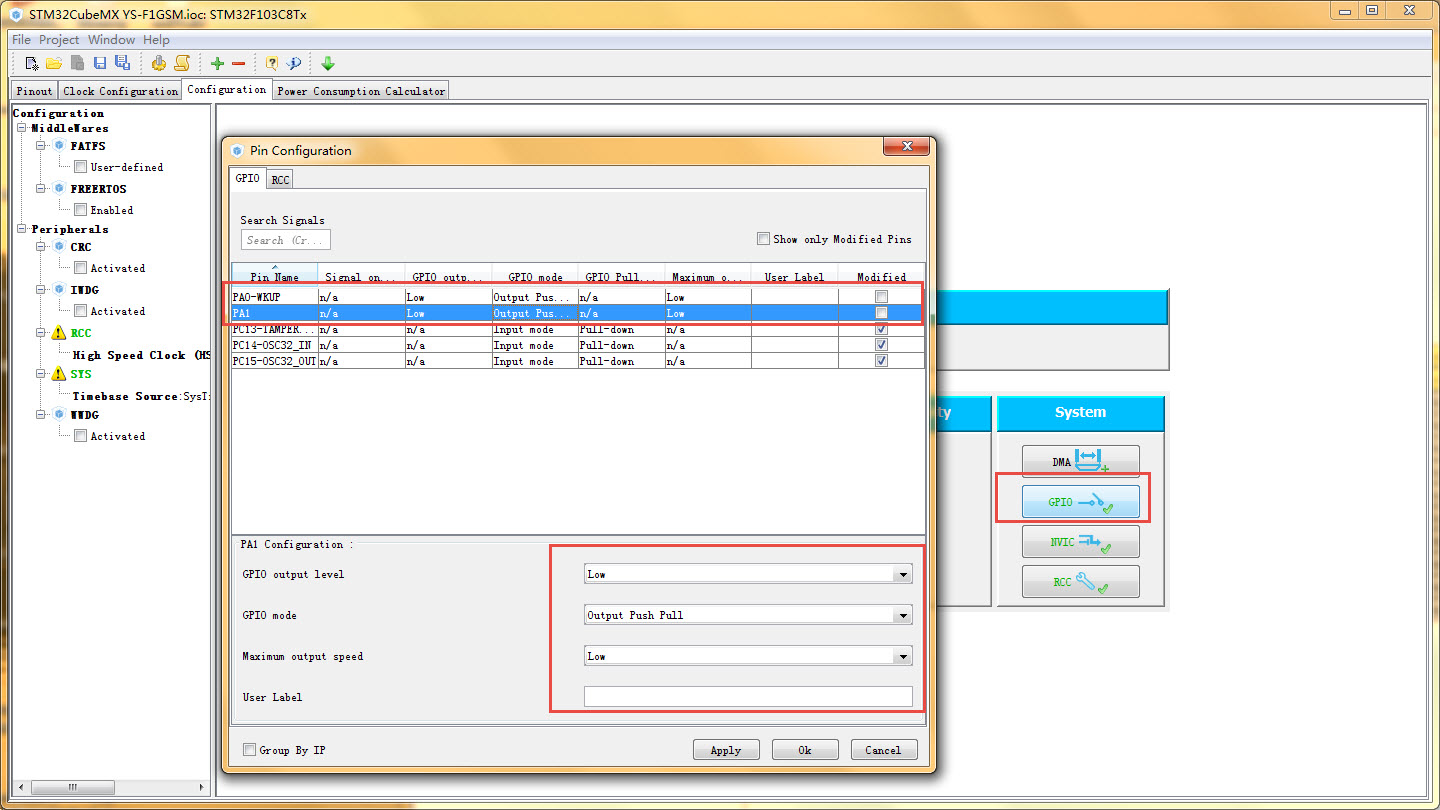 STM32CubeMX YS-F1GSM.ioc: STM32F103C8Tx
File Project Window Help
Pinout Clock Configuration Configuration Power Consumption Calculator
Configuration
MiddleWares
FATFS
User-defined
FREERTOS
Enabled
Peripherals
CRC
Activated
IWDG
Activated
RCC
High Speed Clock (HS
SYS
Timebase Source:SysTi
WWDG
Activated
Pin Configuration
GPIO RCC
Search Signals
Search (Cr...
Show only Modified Pins
Pin Name Signal on... GPIO outp... GPIO mode GPIO Pull... Maximum o... User Label Modified
PA0-WKUP n/a Low Output Pus... n/a Low
PA1 n/a Low Output Pus... n/a Low
PC13-TAMPER... n/a n/a Input mode Pull-down n/a
PC14-OSC32_IN n/a n/a Input mode Pull-down n/a
PC15-OSC32_OUT n/a n/a Input mode Pull-down n/a
PA1 Configuration :
GPIO output level Low
GPIO mode Output Push Pull
Maximum output speed Low
User Label
Group By IP
Apply Ok Cancel
ty
System
DMA
GPIO
NVIC
RCC